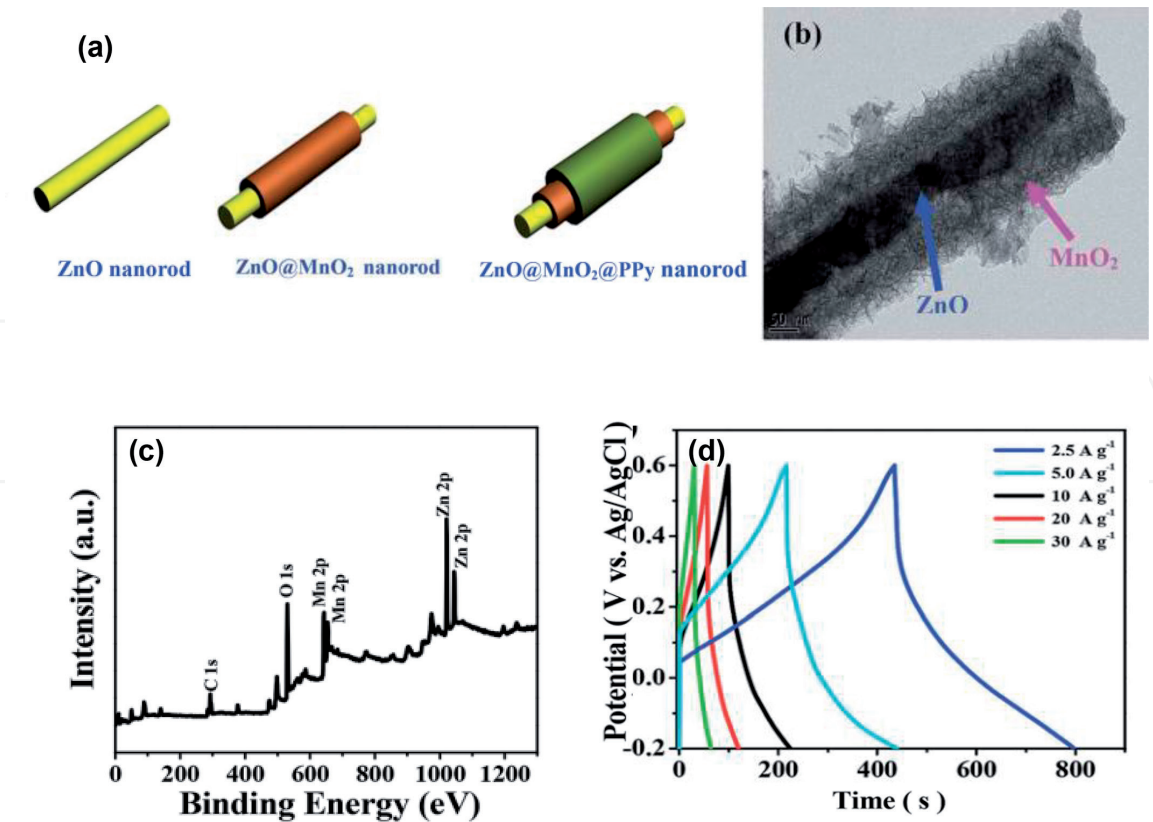 (a)
ZnO nanorod
ZnO@MnO₂ nanorod
ZnO@MnO₂@PPy nanorod
(b)
MnO₂
ZnO
50 nm
(c)
Intensity (a.u.)
C 1s
O 1s
Mn 2p
Mn 2p
Zn 2p
Zn 2p
0 200 400 600 800 1000 1200
Binding Energy (eV)
(d)
Potential ( V vs. Ag/AgCl )
0.6
0.4
0.2
0.0
-0.2
2.5 A g⁻¹
5.0 A g⁻¹
10 A g⁻¹
20 A g⁻¹
30 A g⁻¹
0 200 400 600 800
Time ( s )